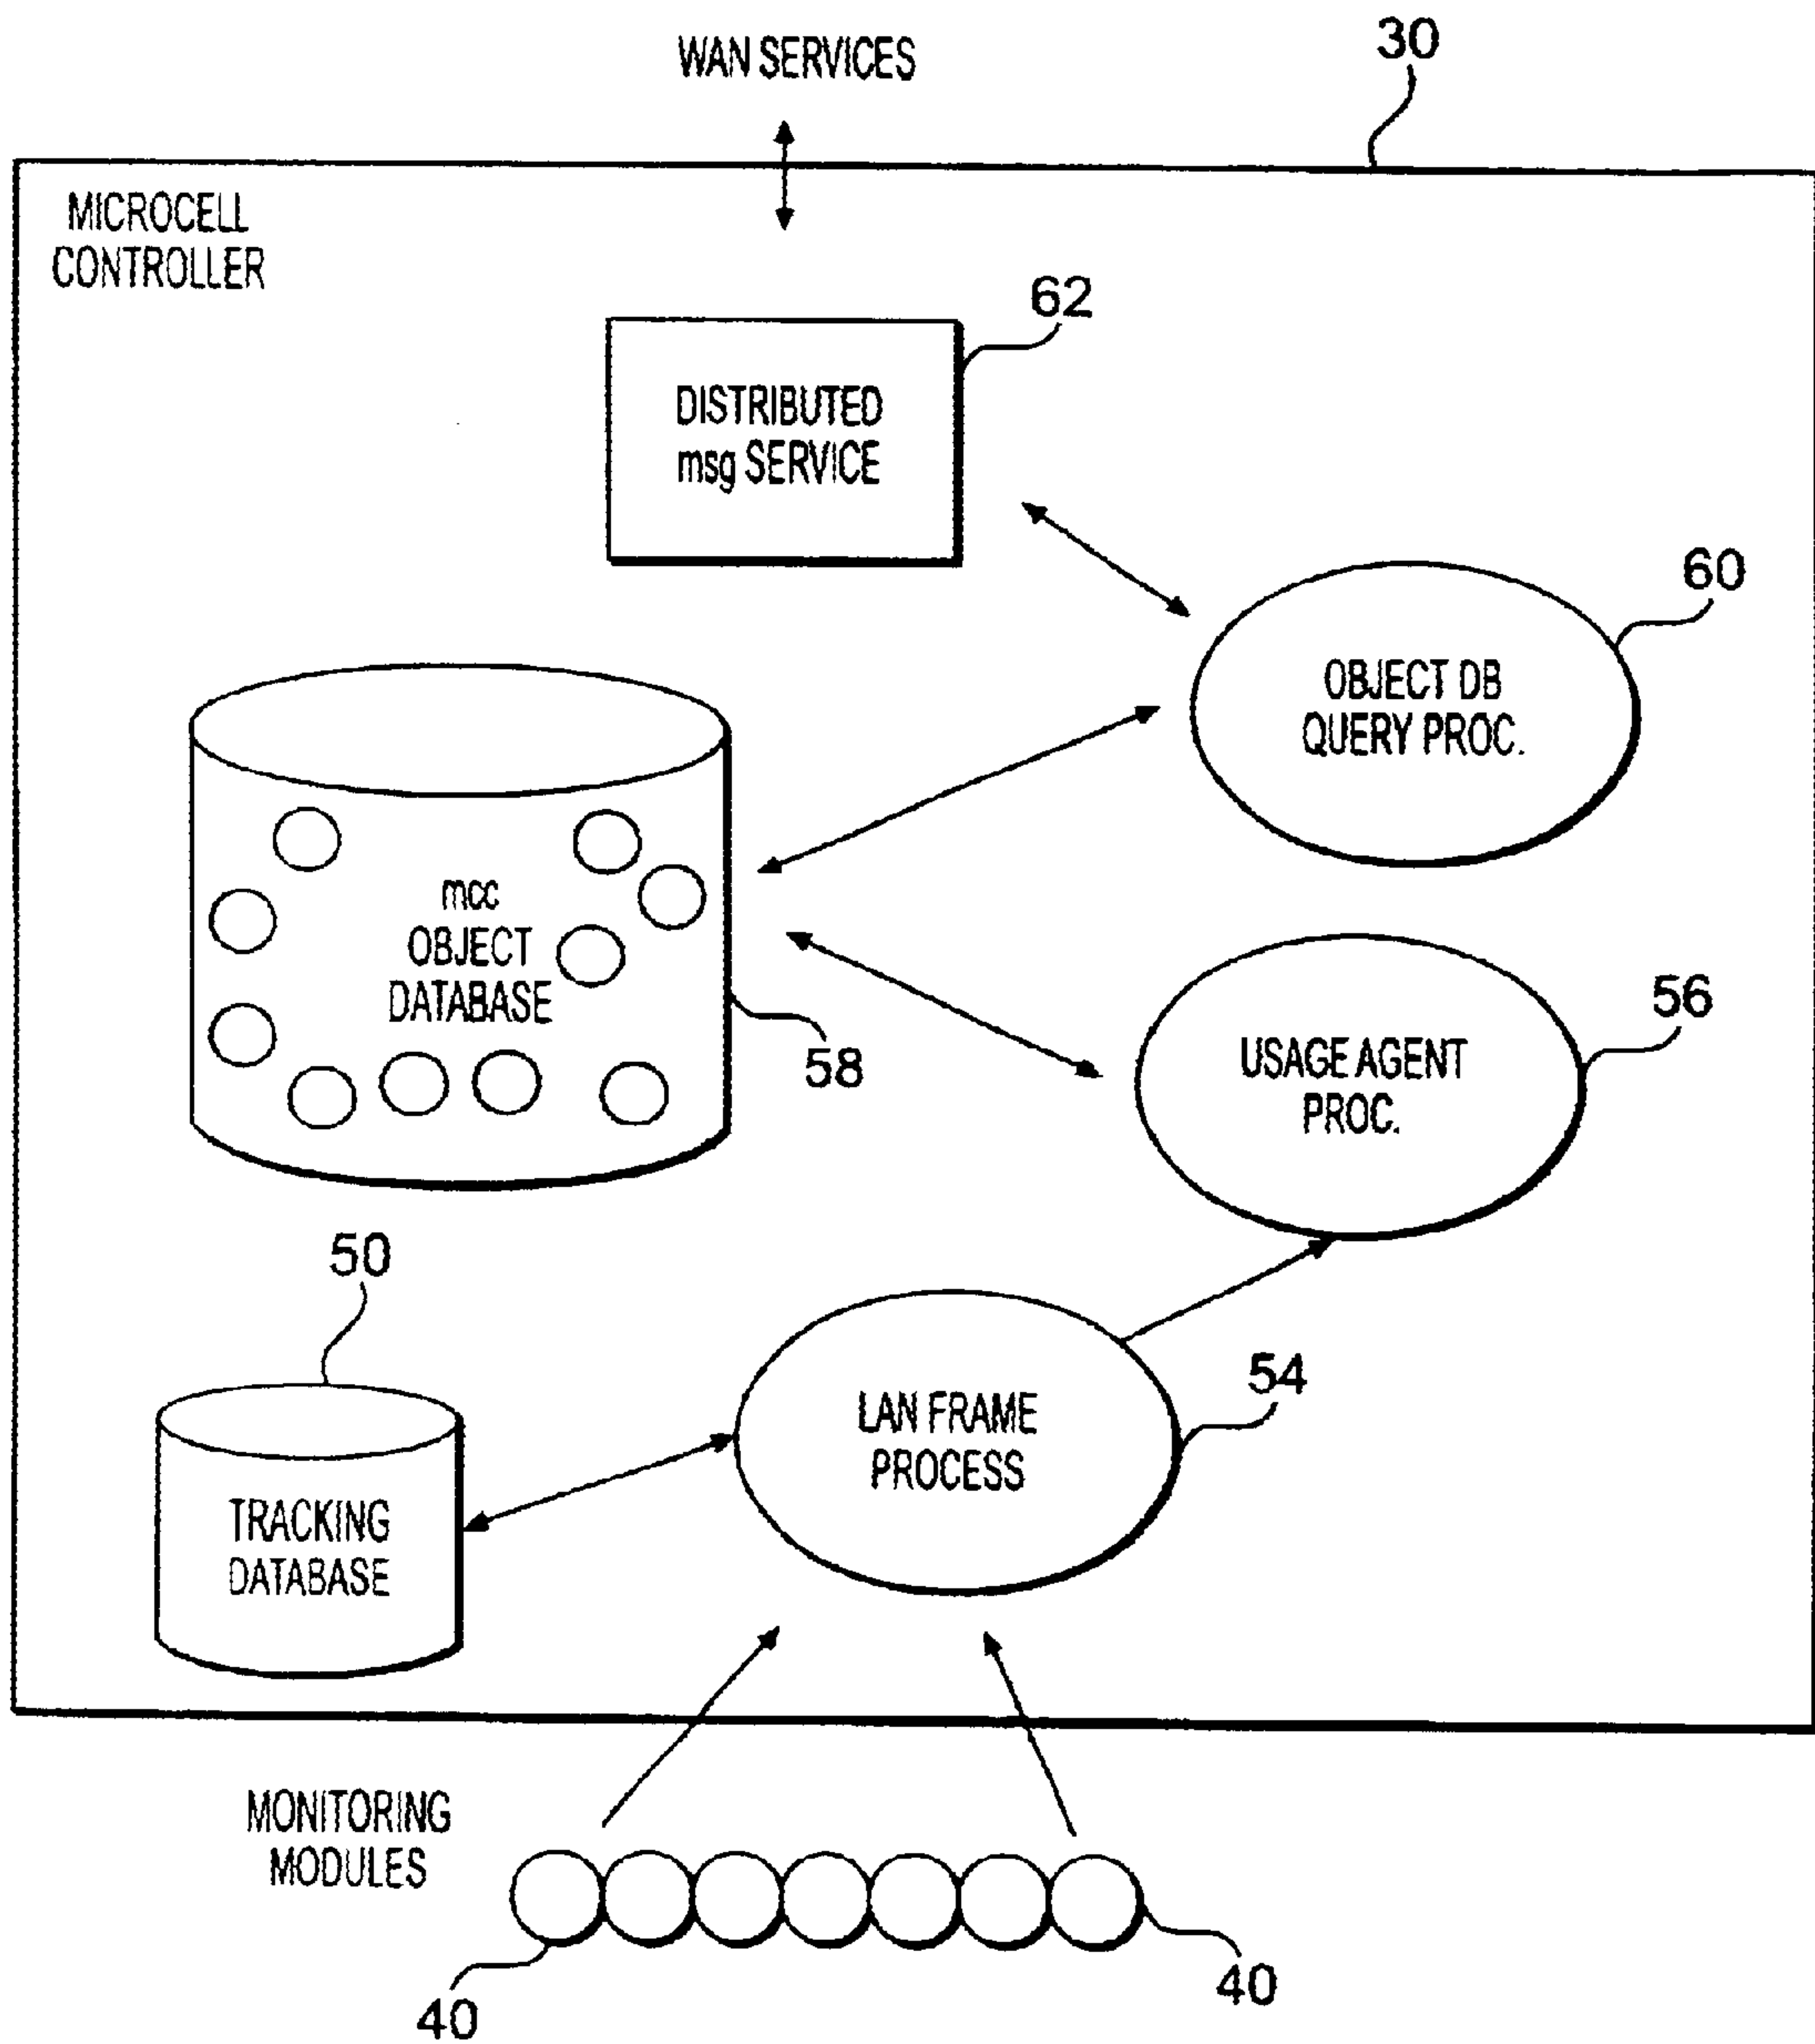 WAN SERVICES
30
MICROCELL
CONTROLLER
62
DISTRIBUTED
msg SERVICE
60
OBJECT DB
QUERY PROC.
mcc
OBJECT
DATABASE
58
56
USAGE AGENT
PROC.
50
54
LAN FRAME
PROCESS
TRACKING
DATABASE
MONITORING
MODULES
40
40